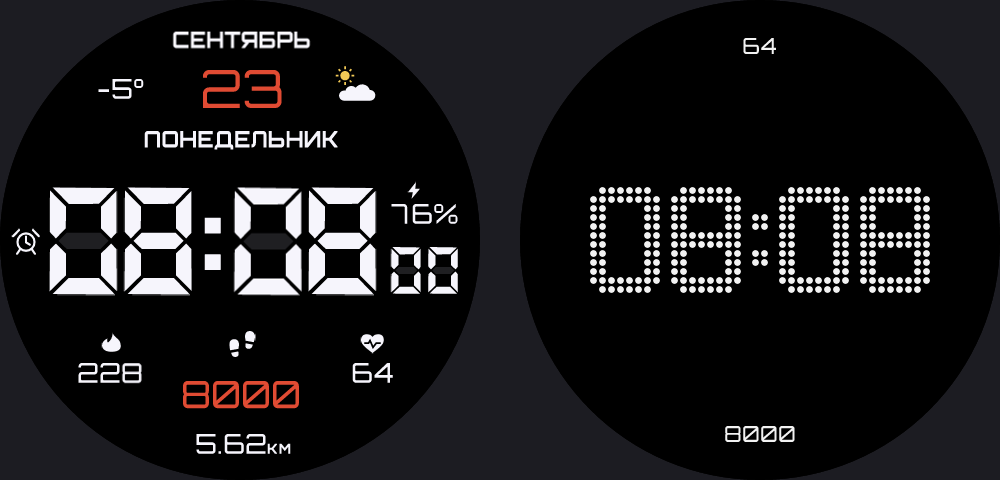 СЕНТЯБРЬ
-5° 23
ПОНЕДЕЛЬНИК
08:08 76% 00
228 8000 64
5.62км
64
08:08
8000